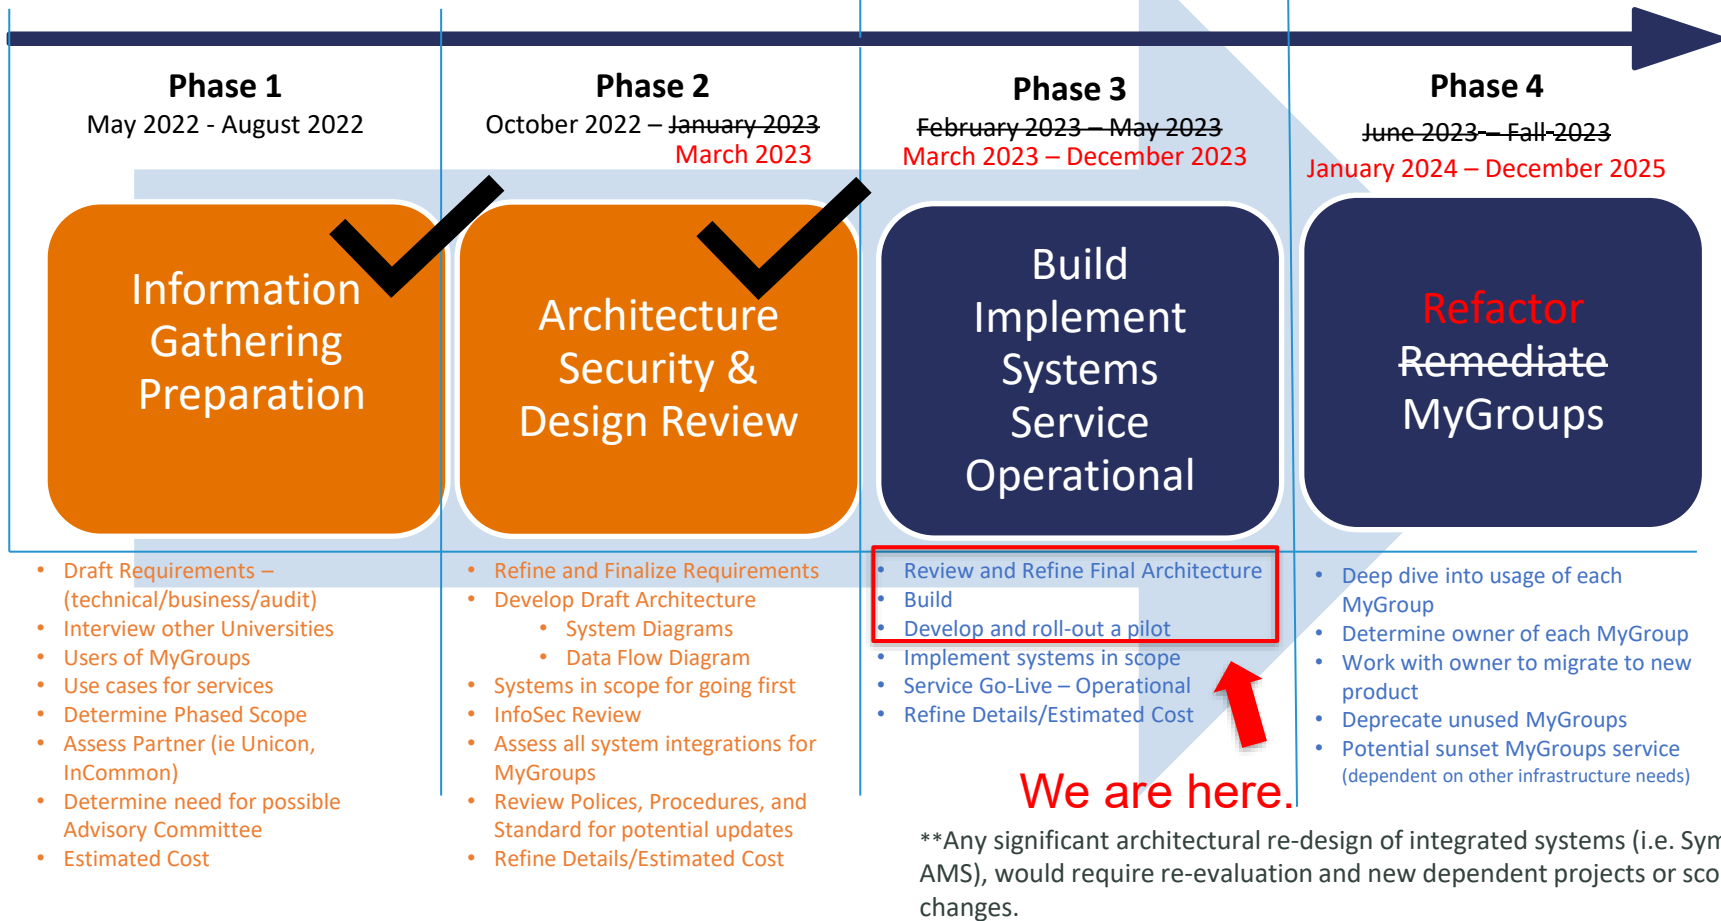 Phase 1
May 2022 - August 2022
Phase 2
October 2022 – January 2023
March 2023
Phase 3
February 2023 – May 2023
March 2023 – December 2023
Phase 4
June 2023 – Fall 2023
January 2024 – December 2025
Information
Gathering
Preparation
Architecture
Security &
Design Review
Build
Implement
Systems
Service
Operational
Refactor
Remediate
MyGroups
• Draft Requirements –
(technical/business/audit)
• Interview other Universities
• Users of MyGroups
• Use cases for services
• Determine Phased Scope
• Assess Partner (ie Unicon,
InCommon)
• Determine need for possible
Advisory Committee
• Estimated Cost
• Refine and Finalize Requirements
• Develop Draft Architecture
• System Diagrams
• Data Flow Diagram
• Systems in scope for going first
• InfoSec Review
• Assess all system integrations for
MyGroups
• Review Polices, Procedures, and
Standard for potential updates
• Refine Details/Estimated Cost
• Review and Refine Final Architecture
• Build
• Develop and roll-out a pilot
• Implement systems in scope
• Service Go-Live – Operational
• Refine Details/Estimated Cost
• Deep dive into usage of each
MyGroup
• Determine owner of each MyGroup
• Work with owner to migrate to new
product
• Deprecate unused MyGroups
• Potential sunset MyGroups service
(dependent on other infrastructure needs)
We are here.
**Any significant architectural re-design of integrated systems (i.e.
AMS), would require re-evaluation and new dependent projects or
changes.